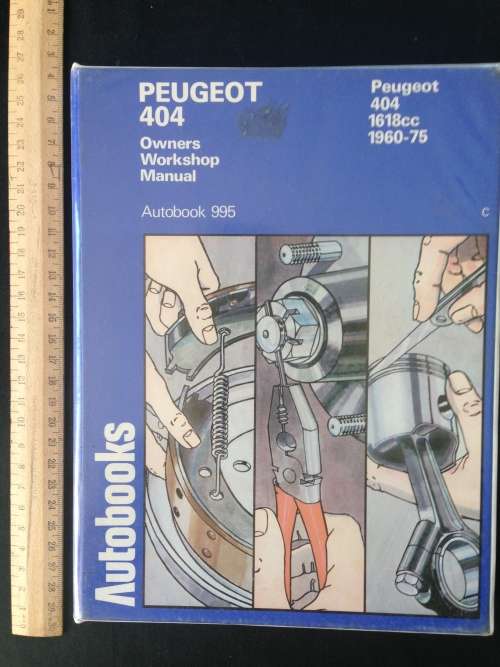 PEUGEOT
404
Owners
Workshop
Manual
Autobook 995
Peugeot
404
1618cc
1960-75
C
Autobooks